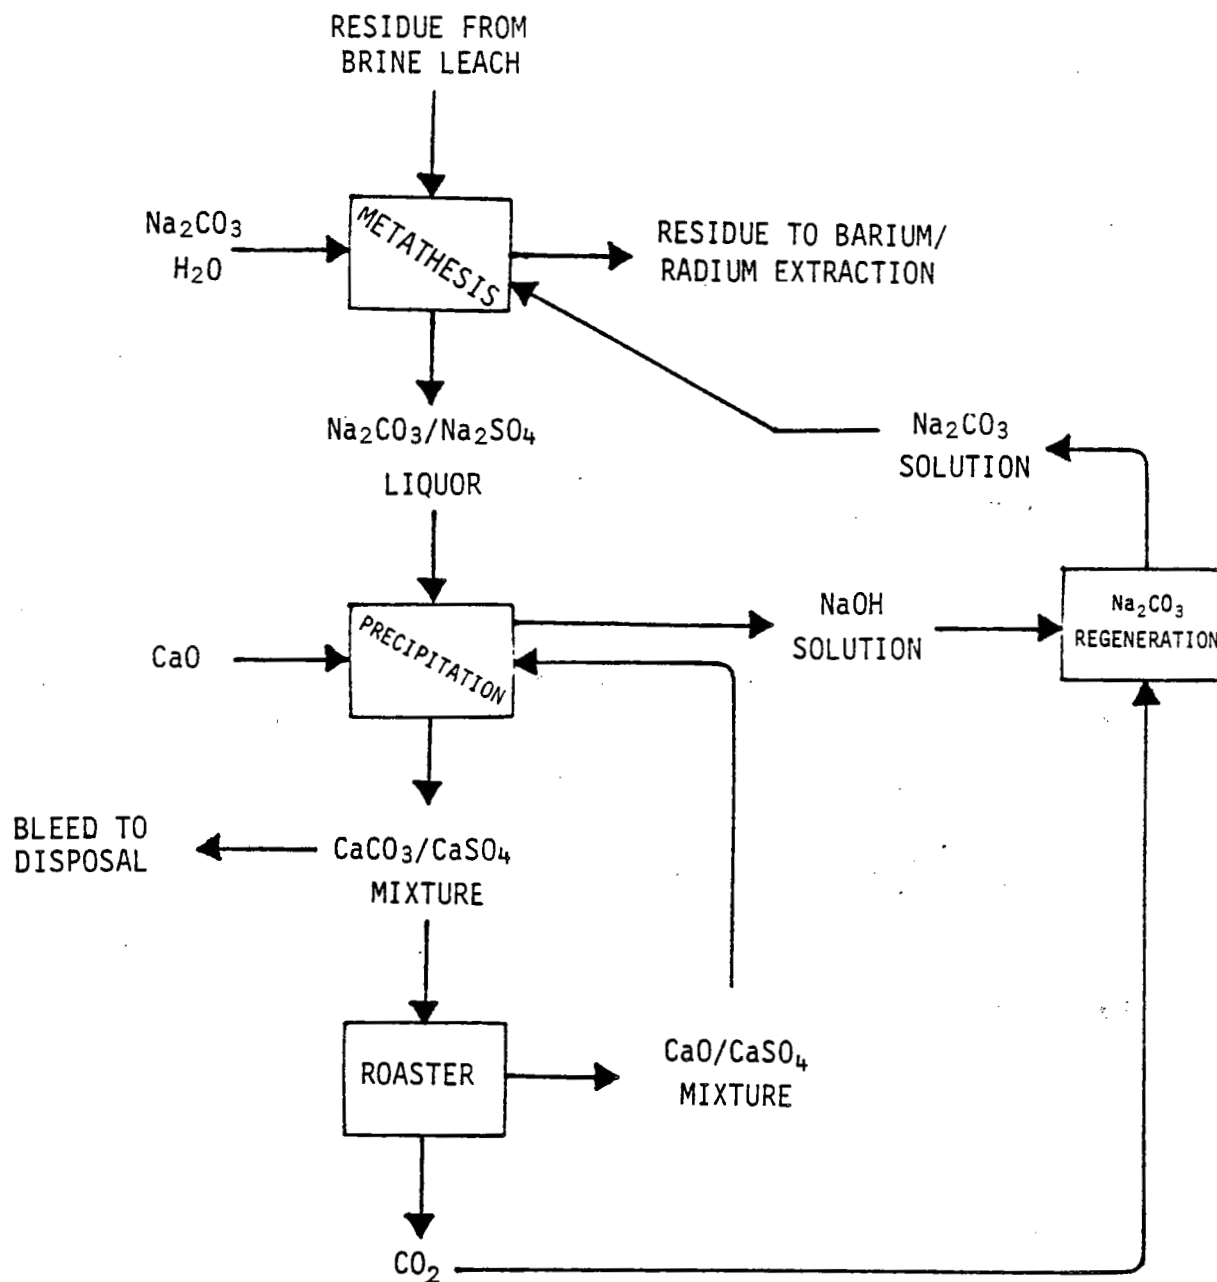 RESIDUE FROM
BRINE LEACH
Na₂CO₃
H₂O
METATHESIS
RESIDUE TO BARIUM/
RADIUM EXTRACTION
Na₂CO₃/Na₂SO₄
LIQUOR
Na₂CO₃
SOLUTION
CaO
PRECIPITATION
NaOH
SOLUTION
Na₂CO₃
REGENERATION
BLEED TO
DISPOSAL
CaCO₃/CaSO₄
MIXTURE
ROASTER
CaO/CaSO₄
MIXTURE
CO₂